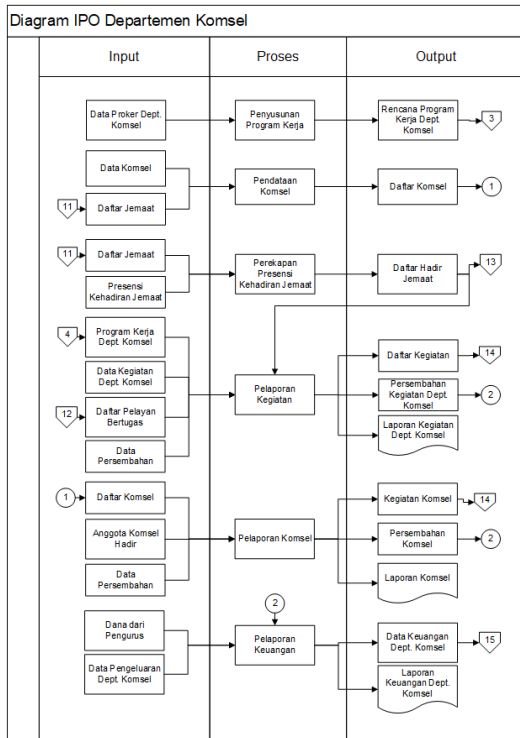 Diagram IPO Departemen Komsel
Input
Proses
Output
Data Proker Dept.
Komsel
Penyusunan
Program Kerja
Rencana Program
Kerja Dept.
Komsel
3
Data Komsel
11
Daftar Jemaat
Pendataan
Komsel
Daftar Komsel
1
11
Daftar Jemaat
Presensi
Kehadiran Jemaat
Perekapan
Presensi
Kehadiran Jemaat
Daftar Hadir
Jemaat
13
4
Program Kerja
Dept. Komsel
Data Kegiatan
Dept. Komsel
12
Daftar Pelayan
Bertugas
Data
Persembahan
Pelaporan
Kegiatan
Daftar Kegiatan
14
Persembahan
Kegiatan Dept.
Komsel
2
Laporan Kegiatan
Dept. Komsel
1
Daftar Komsel
Anggota Komsel
Hadir
Data
Persembahan
Pelaporan Komsel
Kegiatan Komsel
14
Persembahan
Komsel
2
Laporan Komsel
Dana dari
Pengurus
Data Pengeluaran
Dept. Komsel
2
Pelaporan
Keuangan
Data Keuangan
Dept. Komsel
15
Laporan
Keuangan Dept.
Komsel